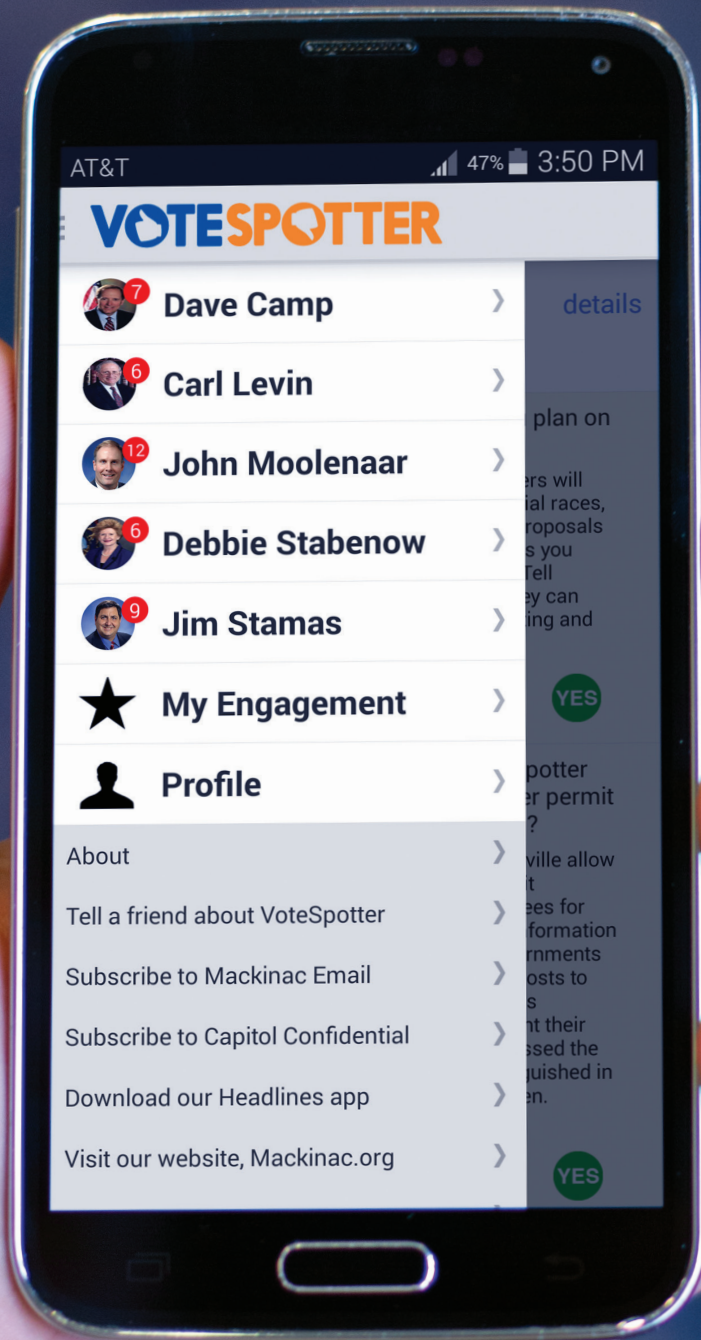 AT&T 47% 3:50 PM
VOTESPOTTER
7
Dave Camp
details
6
Carl Levin
plan on
12
John Moolenaar
ers will
ial races,
roposals
s you
6
Debbie Stabenow
Tell
ey can
ing and
9
Jim Stamas
My Engagement
YES
Profile
potter
er permit
?
About
ville allow
it
Tell a friend about VoteSpotter
ees for
formation
rnments
Subscribe to Mackinac Email
osts to
s
Subscribe to Capitol Confidential
nt their
ssed the
guished in
Download our Headlines app
en.
Visit our website, Mackinac.org
YES